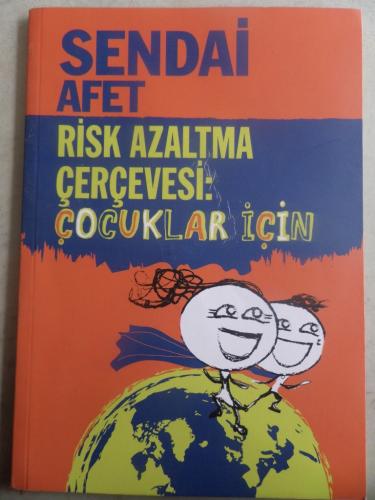 SENDAİ
AFET
RİSK AZALTMA
ÇERÇEVESİ:
ÇOCUKLAR İÇİN